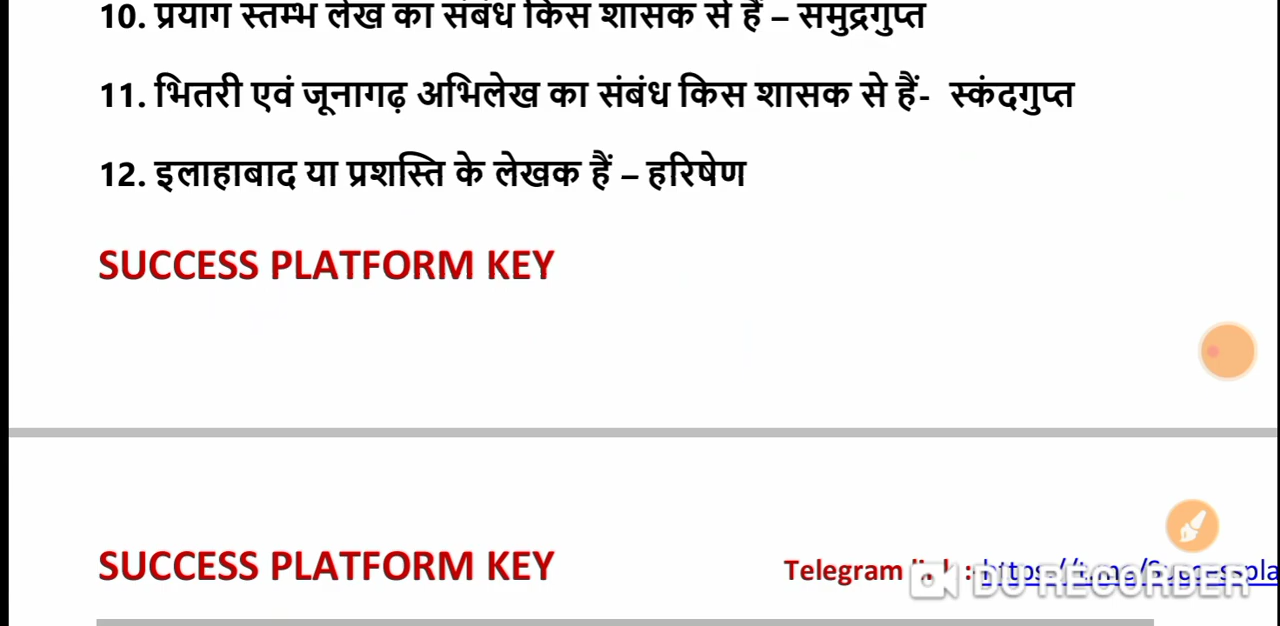 10. प्रयाग स्तम्भ लेख का संबंध किस शासक से हैं – समुद्रगुप्त
11. भितरी एवं जूनागढ़ अभिलेख का संबंध किस शासक से हैं- स्कंदगुप्त
12. इलाहाबाद या प्रशस्ति के लेखक हैं – हरिषेण
SUCCESS PLATFORM KEY
SUCCESS PLATFORM KEY Telegram :-
DU RECORDER